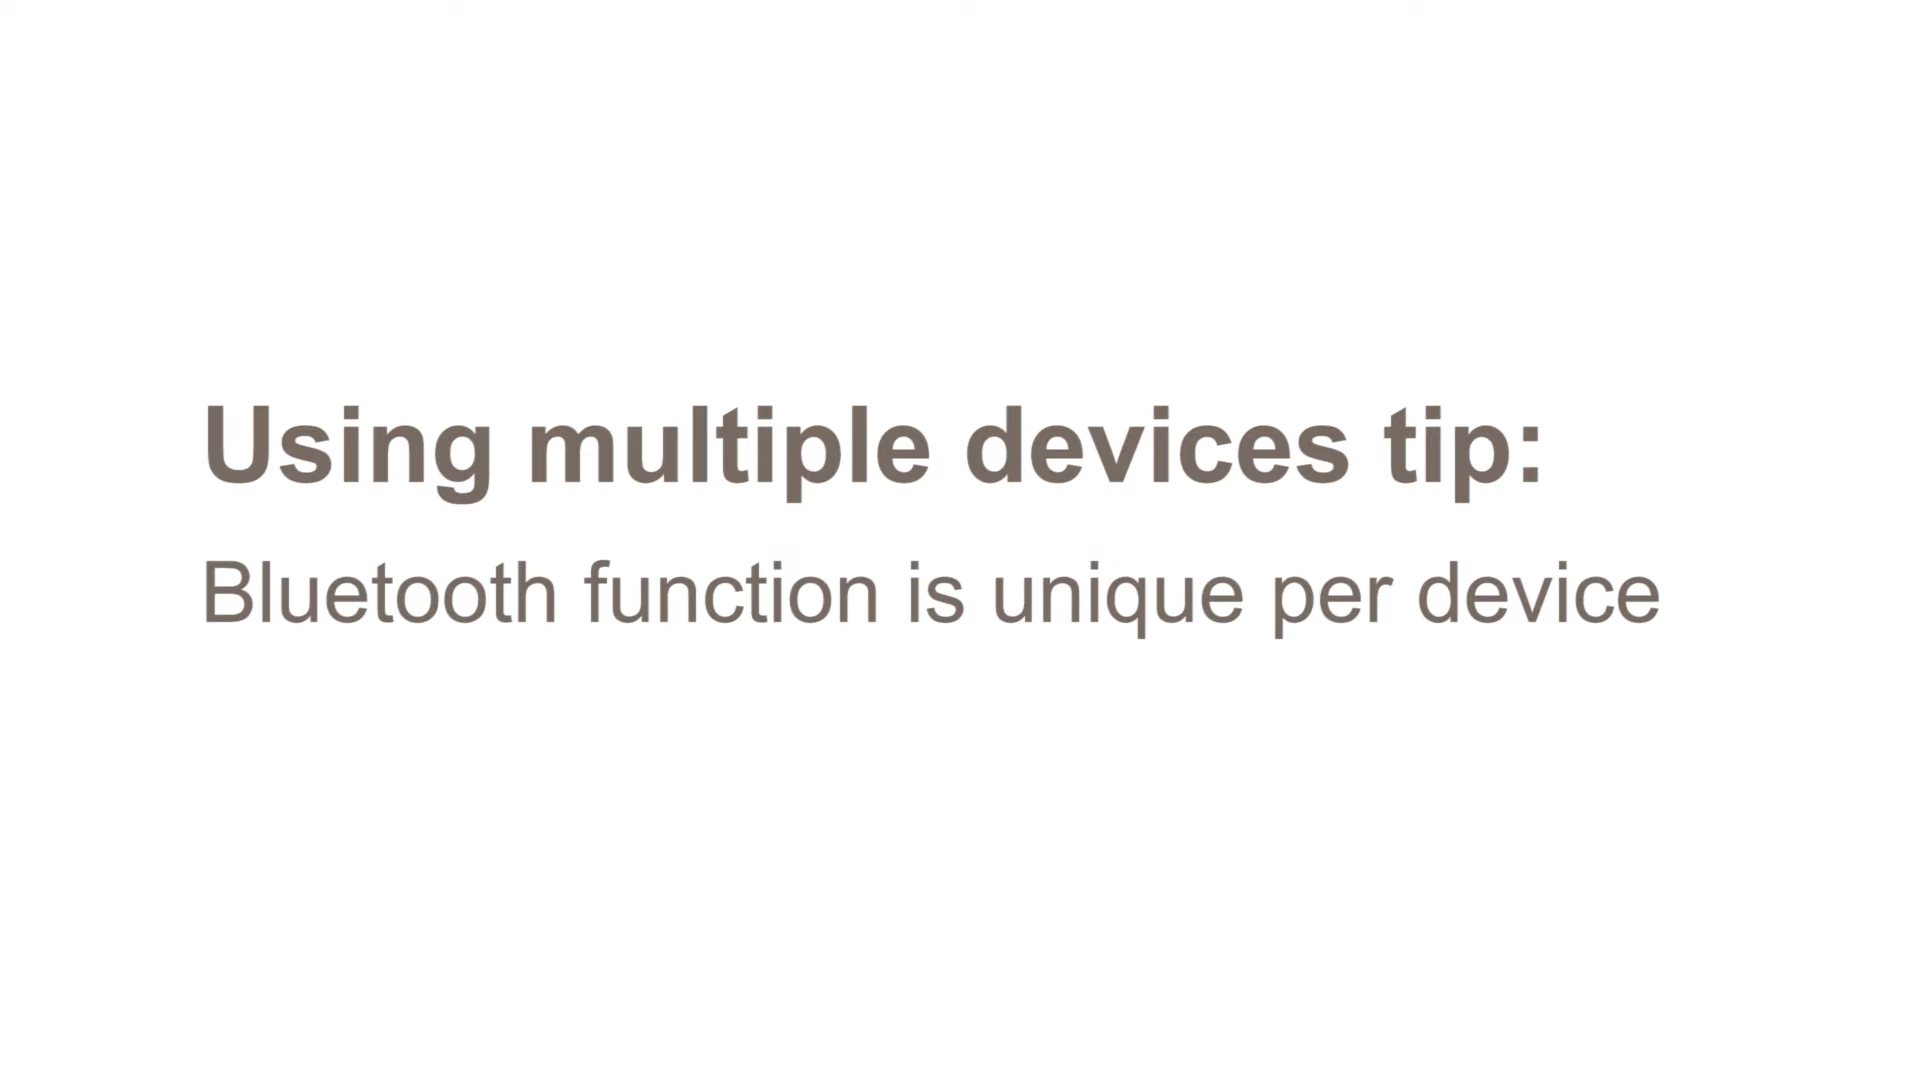 Using multiple devices tip:
Bluetooth function is unique per device